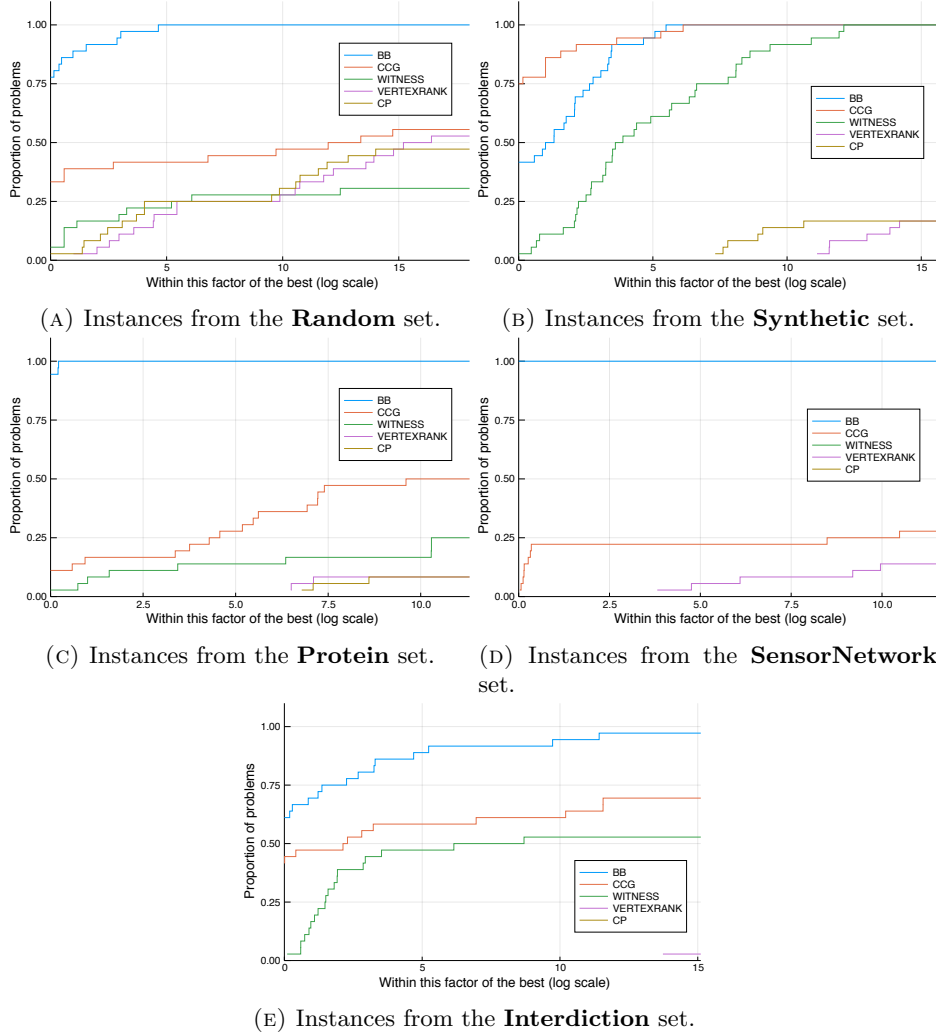 1.00
0.75
0.50
0.25
0.00
Proportion of problems
BB
CCG
WITNESS
VERTEXRANK
CP
0
5
10
15
Within this factor of the best (log scale)
(A) Instances from the Random set.
1.00
0.75
0.50
0.25
0.00
Proportion of problems
BB
CCG
WITNESS
VERTEXRANK
CP
0
5
10
15
Within this factor of the best (log scale)
(B) Instances from the Synthetic set.
1.00
0.75
0.50
0.25
0.00
Proportion of problems
BB
CCG
WITNESS
VERTEXRANK
CP
0.0
2.5
5.0
7.5
10.0
Within this factor of the best (log scale)
(C) Instances from the Protein set.
1.00
0.75
0.50
0.25
0.00
Proportion of problems
BB
CCG
WITNESS
VERTEXRANK
CP
0.0
2.5
5.0
7.5
10.0
Within this factor of the best (log scale)
(D) Instances from the SensorNetwork
set.
1.00
0.75
0.50
0.25
0.00
Proportion of problems
BB
CCG
WITNESS
VERTEXRANK
CP
0
5
10
15
Within this factor of the best (log scale)
(E) Instances from the Interdiction set.